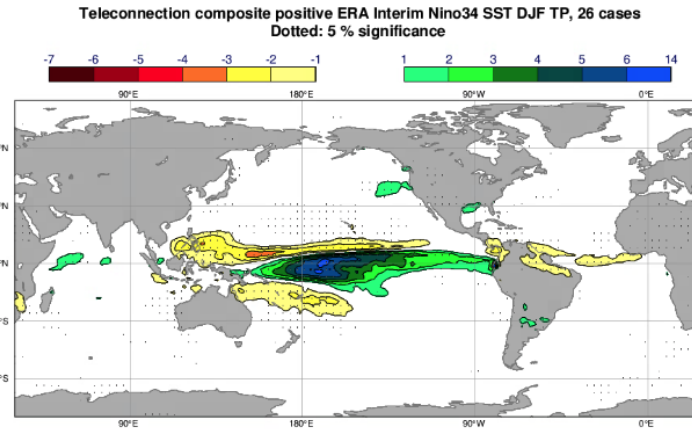 Teleconnection composite positive ERA Interim Nino34 SST DJF TP, 26 cases
Dotted: 5 % significance
-7 -6 -5 -4 -3 -2 -1 1 2 3 4 5 6 14
90°E 180°E 90°W 0°E
N
N
N
S
S
90°E 180°E 90°W 0°E